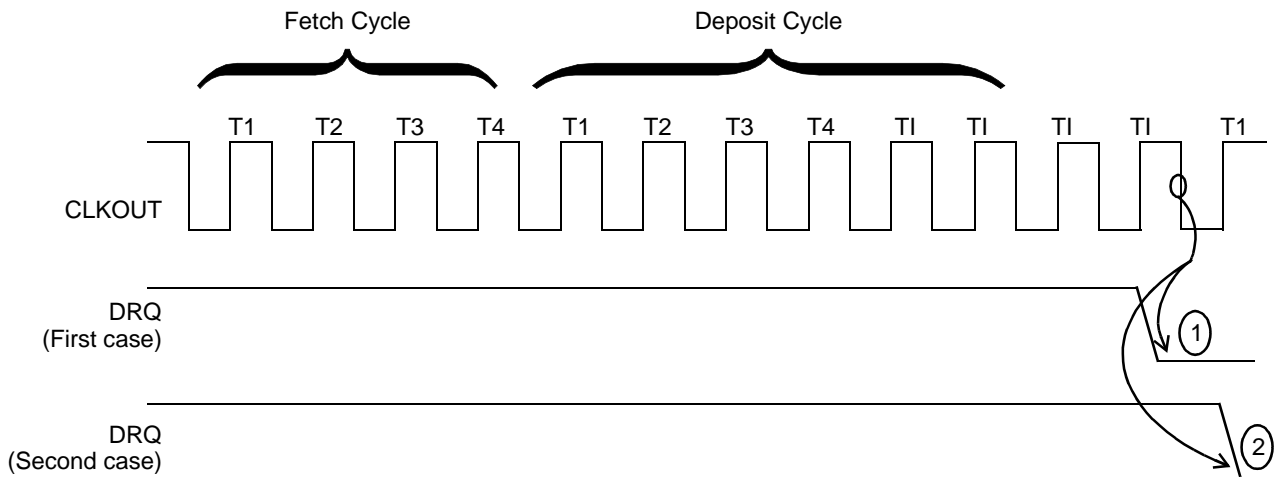 Fetch Cycle Deposit Cycle
T1 T2 T3 T4 T1 T2 T3 T4 TI TI TI TI T1
CLKOUT
DRQ
(First case)
1
DRQ
(Second case)
2